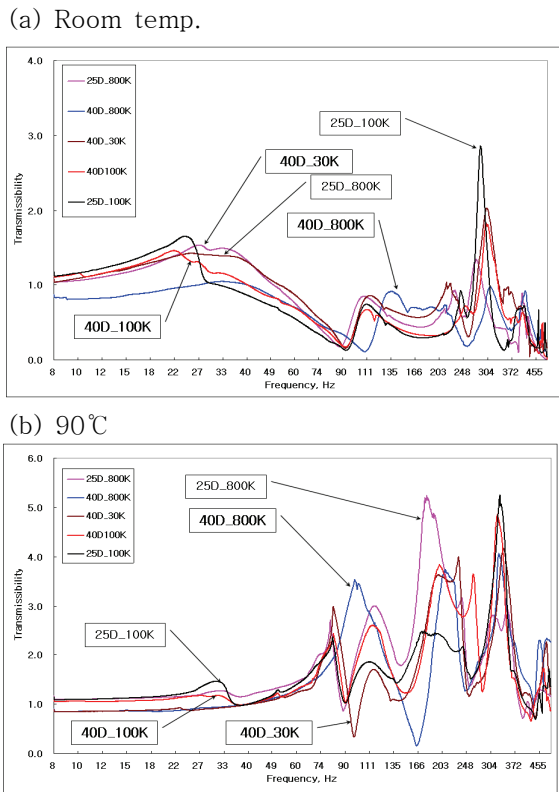 (a) Room temp.
4.0
3.0
2.0
1.0
0.0
Transmissibility
25D_800K
40D_800K
40D_30K
40D100K
25D_100K
25D_100K
40D_30K
25D_800K
40D_800K
40D_100K
8 10 12 15 18 22 27 33 40 50 60 74 90 111 135 166 203 248 304 372 455
Frequency, Hz
(b) 90℃
6.0
5.0
4.0
3.0
2.0
1.0
0.0
Transmissibility
25D_800K
40D_800K
40D_30K
40D100K
25D_100K
25D_800K
40D_800K
25D_100K
40D_100K
40D_30K
8 10 12 15 18 22 27 33 40 50 60 74 90 111 135 166 203 248 304 372 455
Frequency, Hz